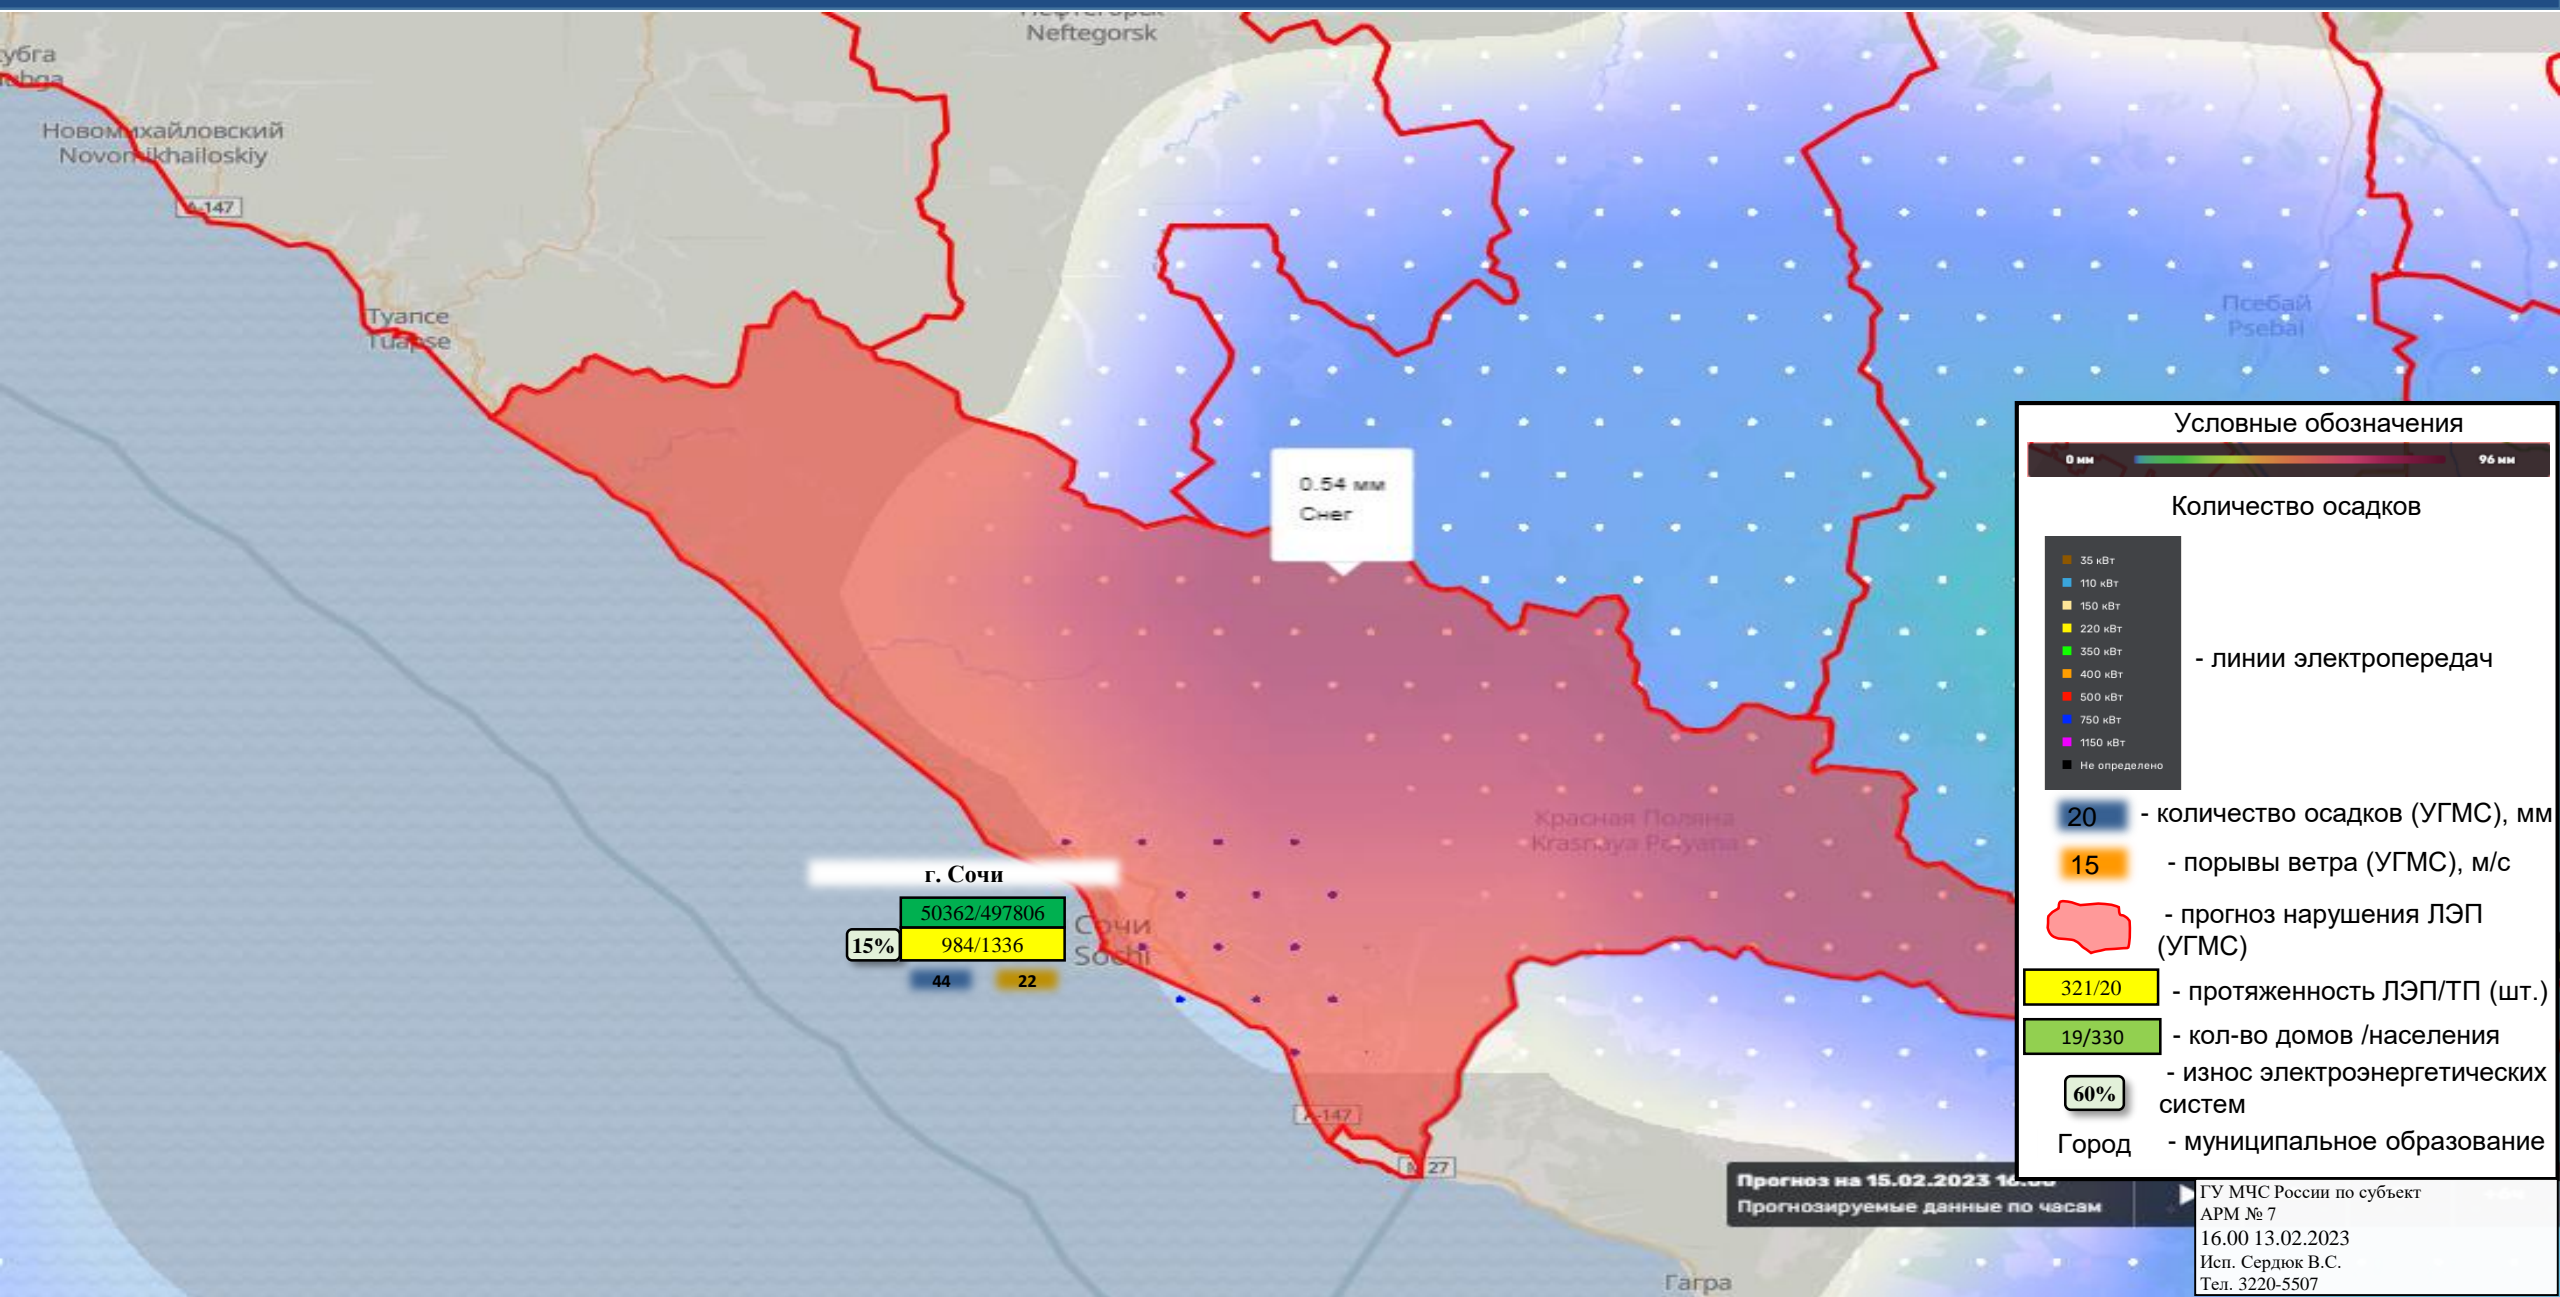 Neftegorsk
Новомихайловский
Novomikhailoskiy
A-147
Туапсе
Tuapse
Псебай
Psebai
0.54 мм
Снег
Красная Поляна
Krasnaya Polyana
г. Сочи
50362/497806
15%
984/1336
44
22
Сочи
Sochi
A-147
27
Гагра
Прогноз на 15.02.2023
Прогнозируемые данные по часам
Условные обозначения
0 мм
96 мм
Количество осадков
35 кВт
110 кВт
150 кВт
220 кВт
350 кВт
400 кВт
500 кВт
750 кВт
1150 кВт
Не определено
- линии электропередач
20
- количество осадков (УГМС), мм
15
- порывы ветра (УГМС), м/с
- прогноз нарушения ЛЭП
(УГМС)
321/20
- протяженность ЛЭП/ТП (шт.)
19/330
- кол-во домов /населения
60%
- износ электроэнергетических
систем
Город
- муниципальное образование
ГУ МЧС России по субъект
АРМ № 7
16.00 13.02.2023
Исп. Сердюк В.С.
Тел. 3220-5507